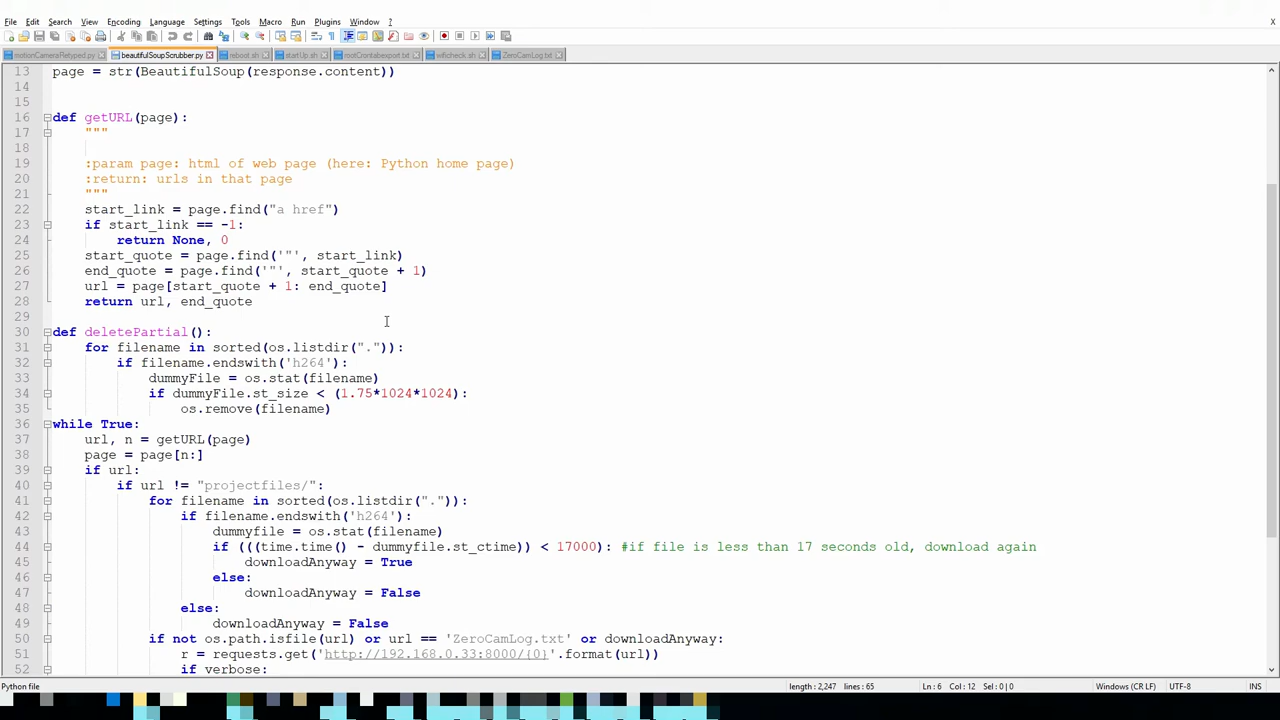 File Edit Search View Encoding Language Settings Tools Macro Run Plugins Window ? X
motionCameraRetyped.py beautifulSoupScrubber.py reboot.sh startUp.sh rootCrontabexport.txt wificheck.sh ZeroCamLog.txt
13 page = str(BeautifulSoup(response.content))
14
15
16 def getURL(page):
17 """
18
19 :param page: html of web page (here: Python home page)
20 :return: urls in that page
21 """
22 start_link = page.find("a href")
23 if start_link == -1:
24 return None, 0
25 start_quote = page.find('"', start_link)
26 end_quote = page.find('"', start_quote + 1)
27 url = page[start_quote + 1: end_quote]
28 return url, end_quote
29
30 def deletePartial():
31 for filename in sorted(os.listdir(".")):
32 if filename.endswith('h264'):
33 dummyFile = os.stat(filename)
34 if dummyFile.st_size < (1.75*1024*1024):
35 os.remove(filename)
36 while True:
37 url, n = getURL(page)
38 page = page[n:]
39 if url:
40 if url != "projectfiles/":
41 for filename in sorted(os.listdir(".")):
42 if filename.endswith('h264'):
43 dummyfile = os.stat(filename)
44 if (((time.time() - dummyfile.st_ctime)) < 17000): #if file is less than 17 seconds old, download again
45 downloadAnyway = True
46 else:
47 downloadAnyway = False
48 else:
49 downloadAnyway = False
50 if not os.path.isfile(url) or url == 'ZeroCamLog.txt' or downloadAnyway:
51 r = requests.get('http://192.168.0.33:8000/{0}'.format(url))
52 if verbose:
Python file length : 2,247 lines : 65 Ln : 6 Col : 12 Sel : 0 | 0 Windows (CR LF) UTF-8 INS